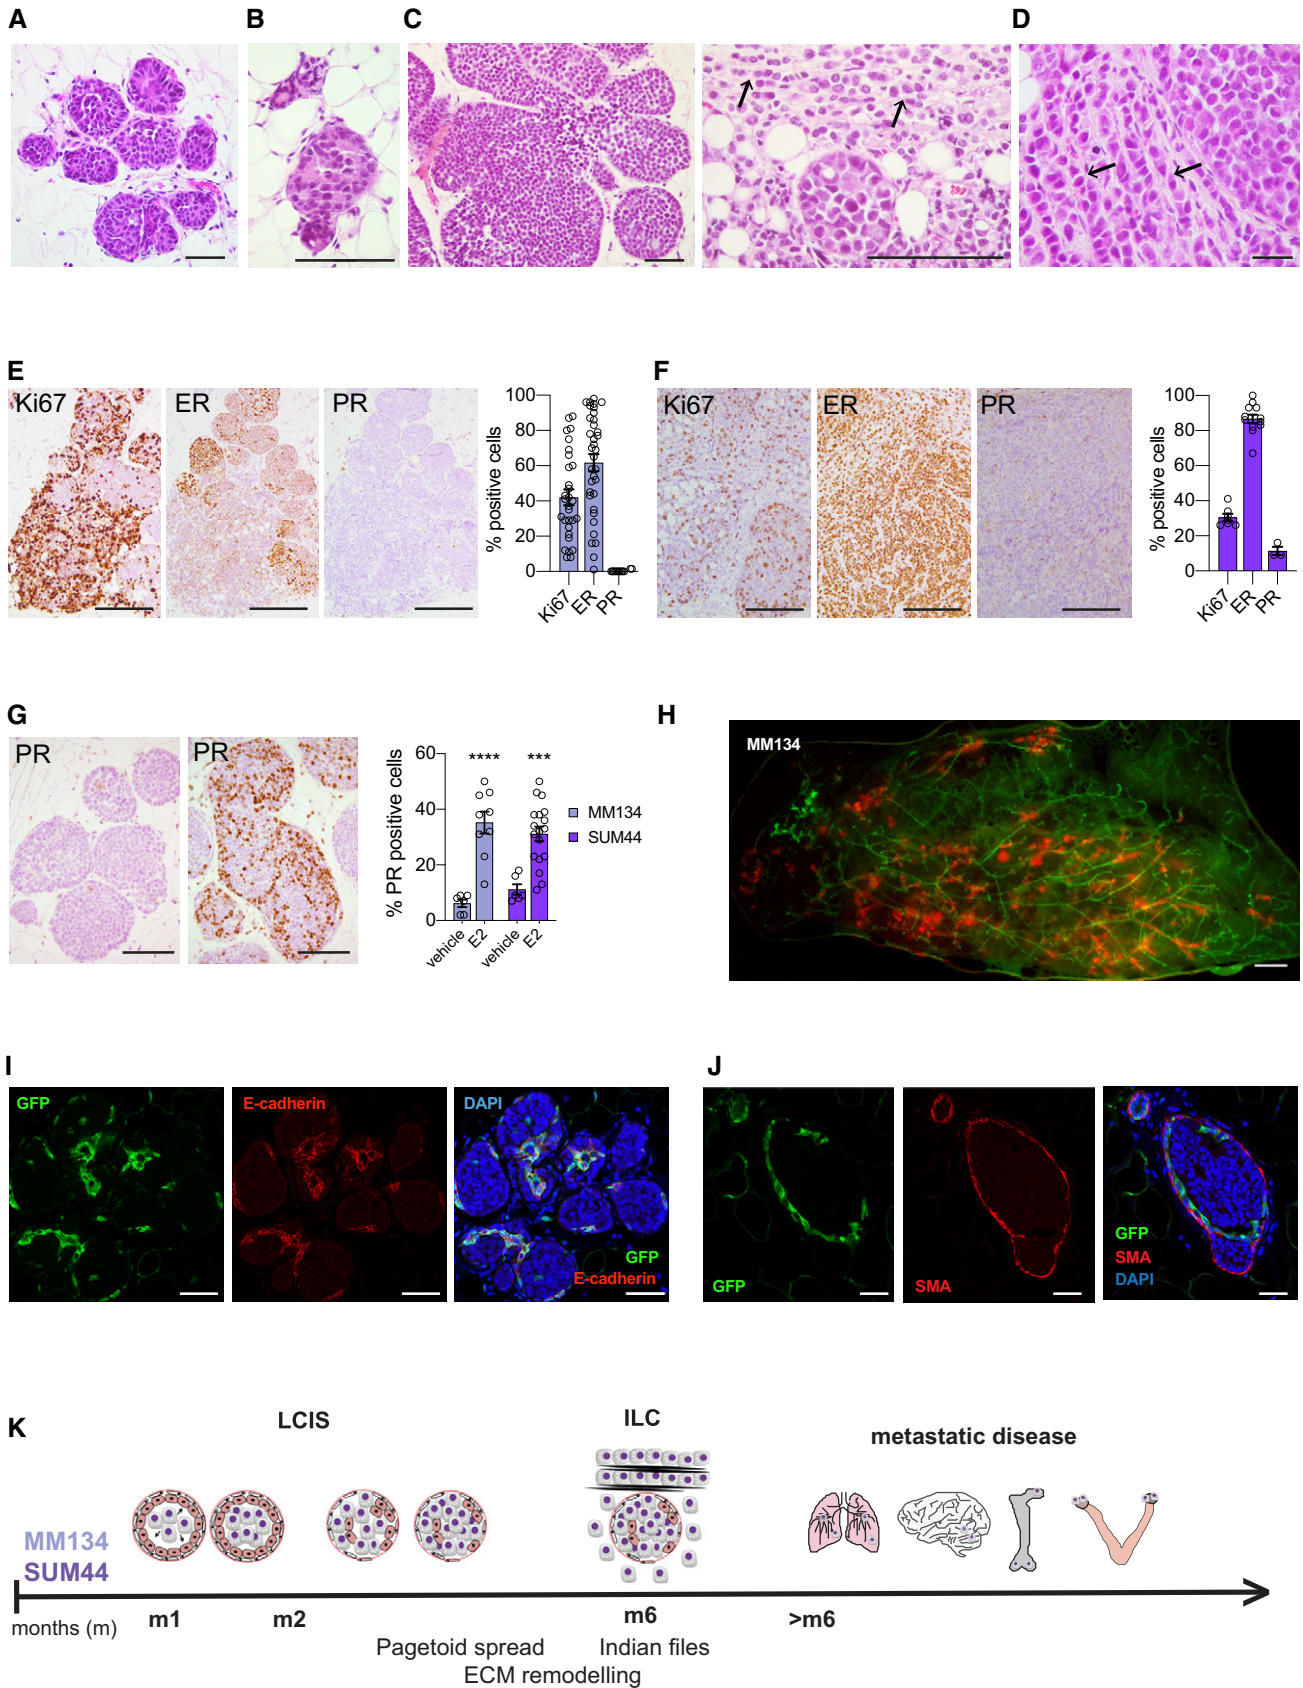 A
B
C
D
E
Ki67
ER
PR
% positive cells
100
80
60
40
20
0
Ki67
ER
PR
F
Ki67
ER
PR
% positive cells
100
80
60
40
20
0
Ki67
ER
PR
G
PR
PR
% PR positive cells
60
40
20
0
****
***
vehicle
E2
vehicle
E2
MM134
SUM44
H
MM134
I
GFP
E-cadherin
DAPI
GFP
E-cadherin
J
GFP
SMA
GFP
SMA
DAPI
K
LCIS
ILC
metastatic disease
MM134
SUM44
months (m)
m1
m2
m6
>m6
Pagetoid spread
Indian files
ECM remodelling